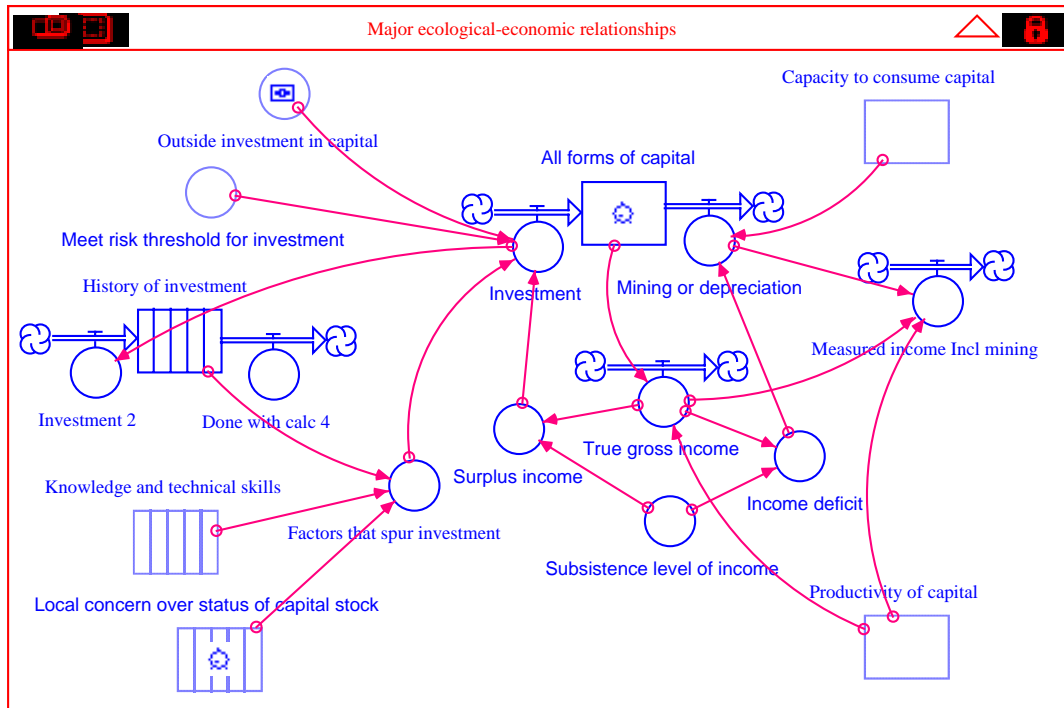 Major ecological-economic relationships
Capacity to consume capital
Outside investment in capital
All forms of capital
Meet risk threshold for investment
History of investment
Investment
Mining or depreciation
Measured income Incl mining
Investment 2
Done with calc 4
True gross income
Surplus income
Income deficit
Knowledge and technical skills
Factors that spur investment
Subsistence level of income
Productivity of capital
Local concern over status of capital stock